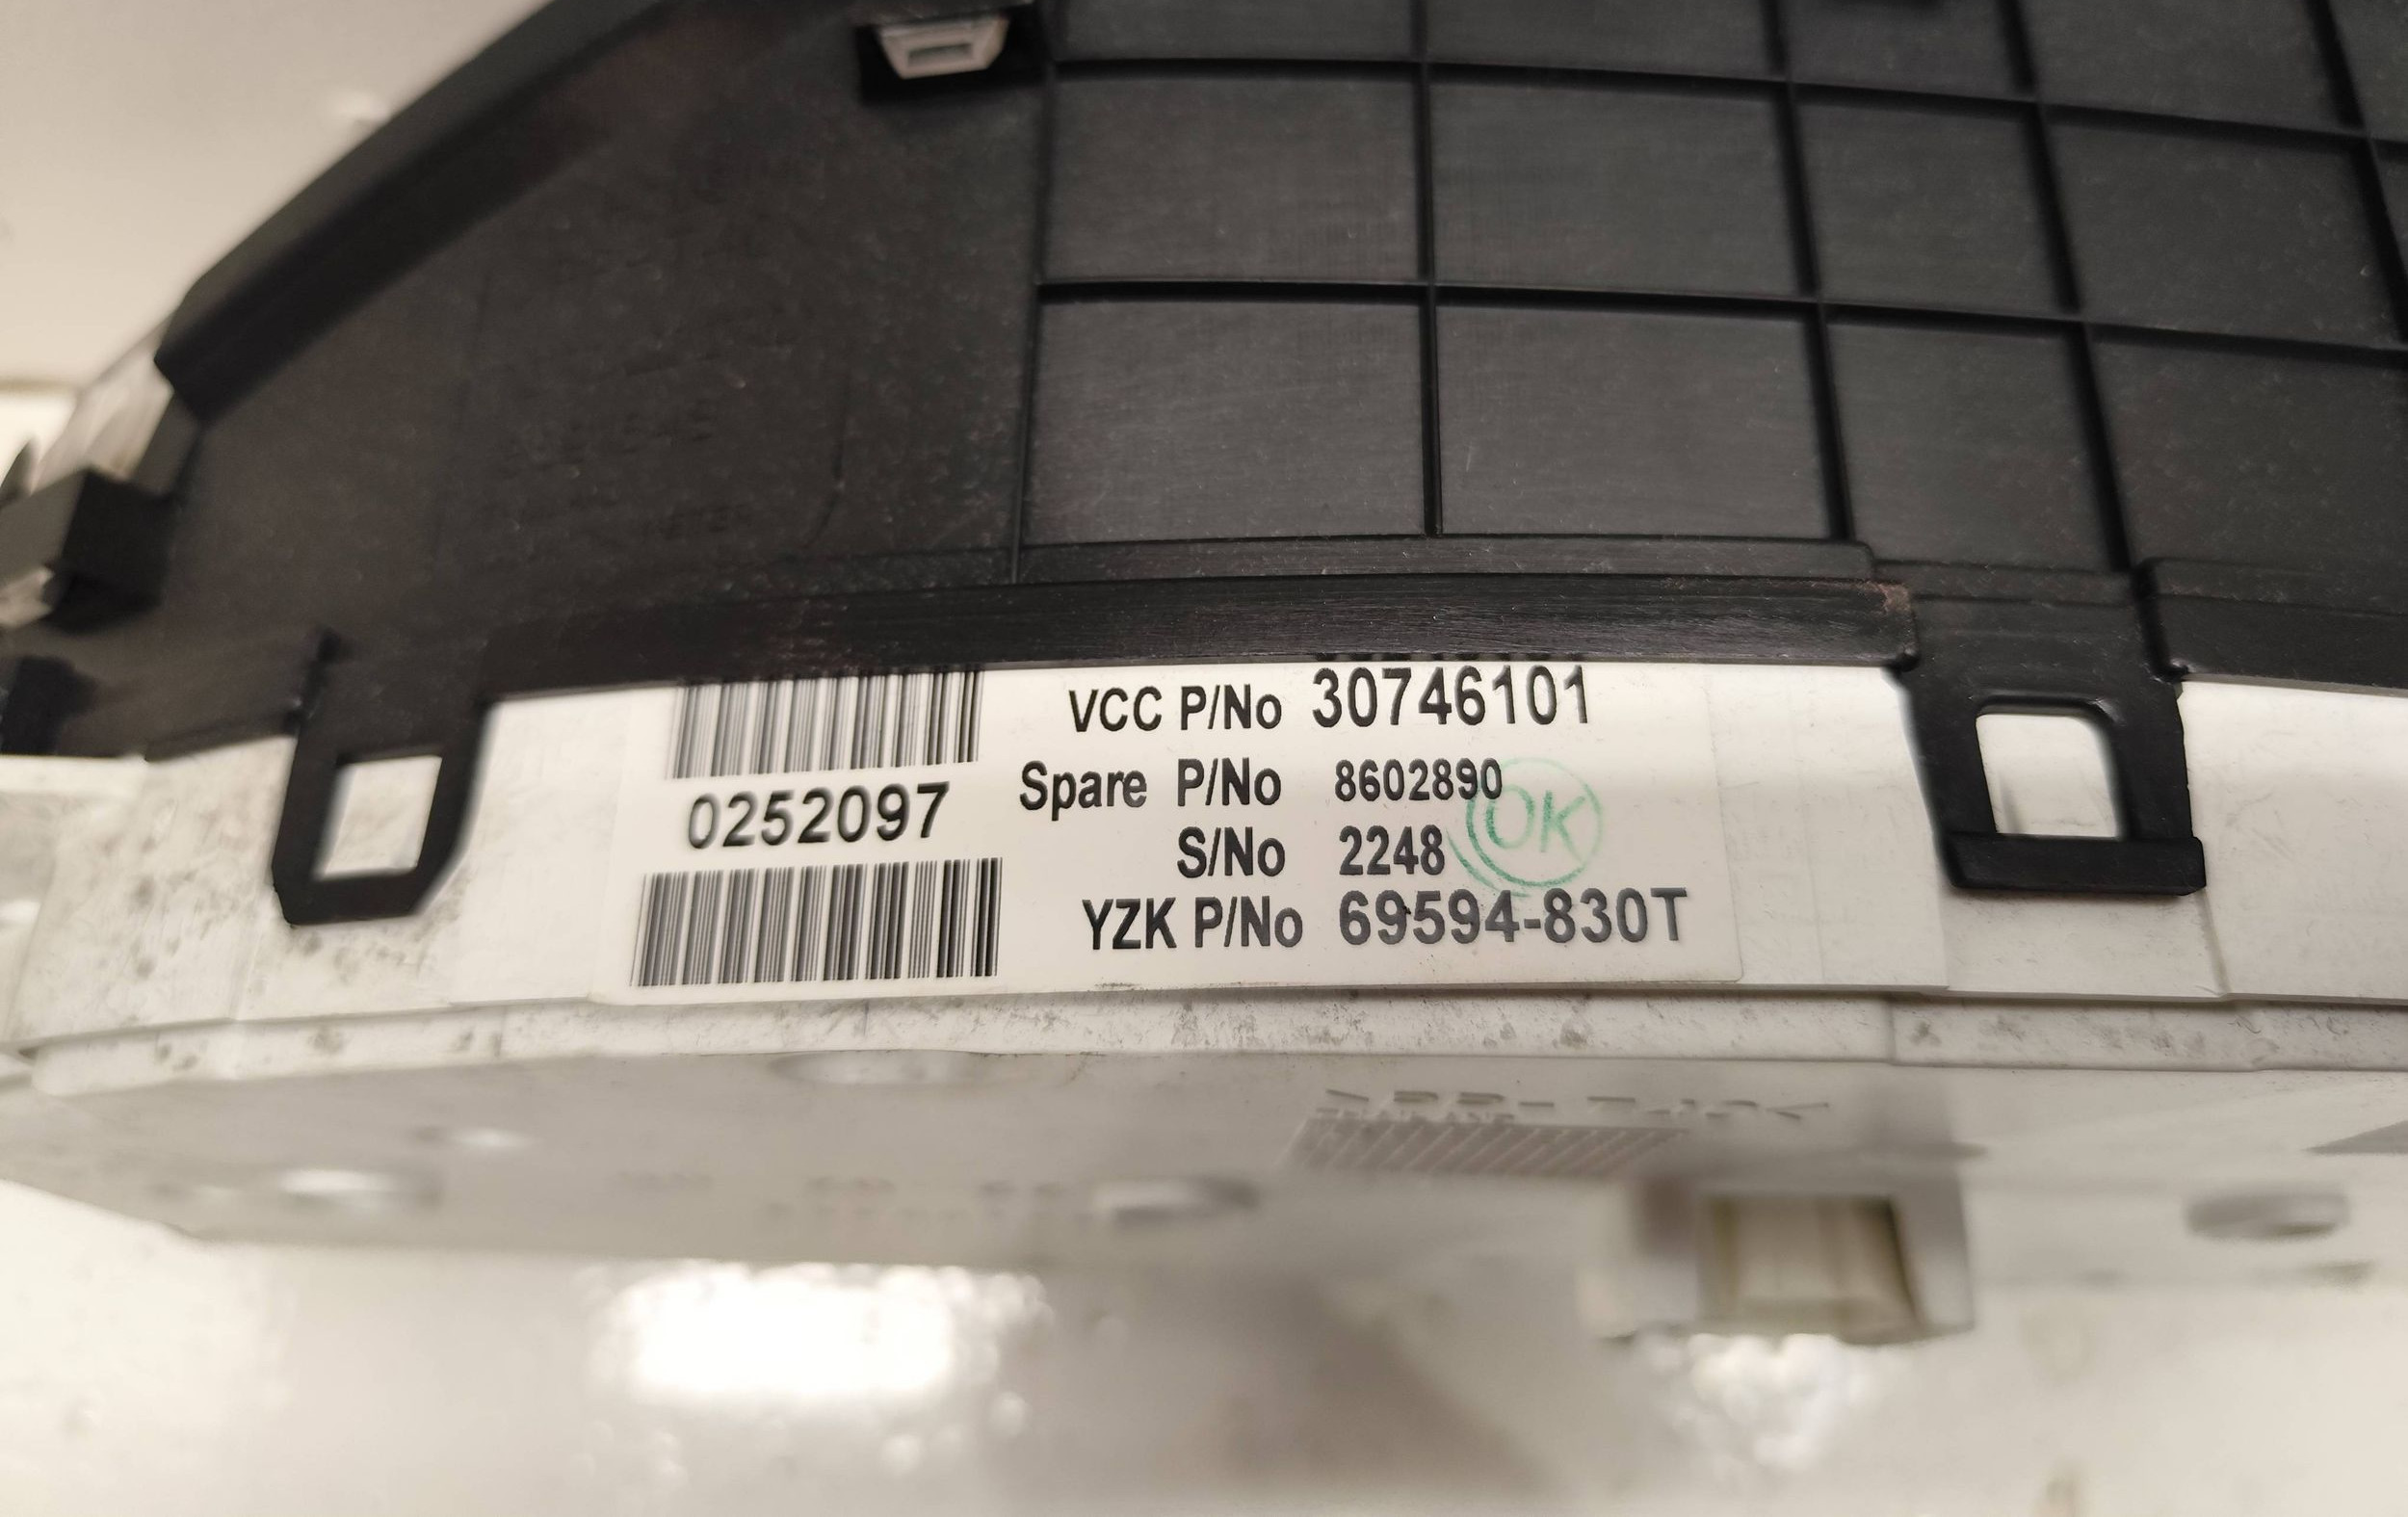 VCC P/No 30746101
Spare P/No 8602890
0252097
S/No 2248
OK
YZK P/No 69594-830T